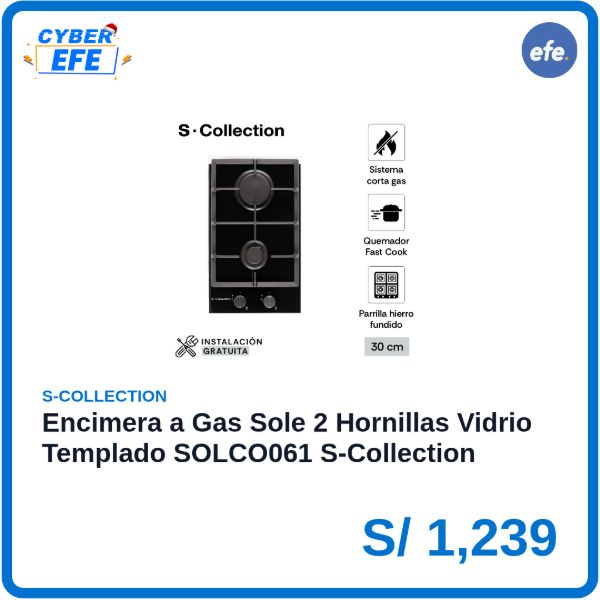 CYBER
EFE
efe.
S·Collection
Sistema
corta gas
Quemador
Fast Cook
Parrilla hierro
fundido
30 cm
INSTALACIÓN
GRATUITA
S-COLLECTION
Encimera a Gas Sole 2 Hornillas Vidrio
Templado SOLCO061 S-Collection
S/ 1,239